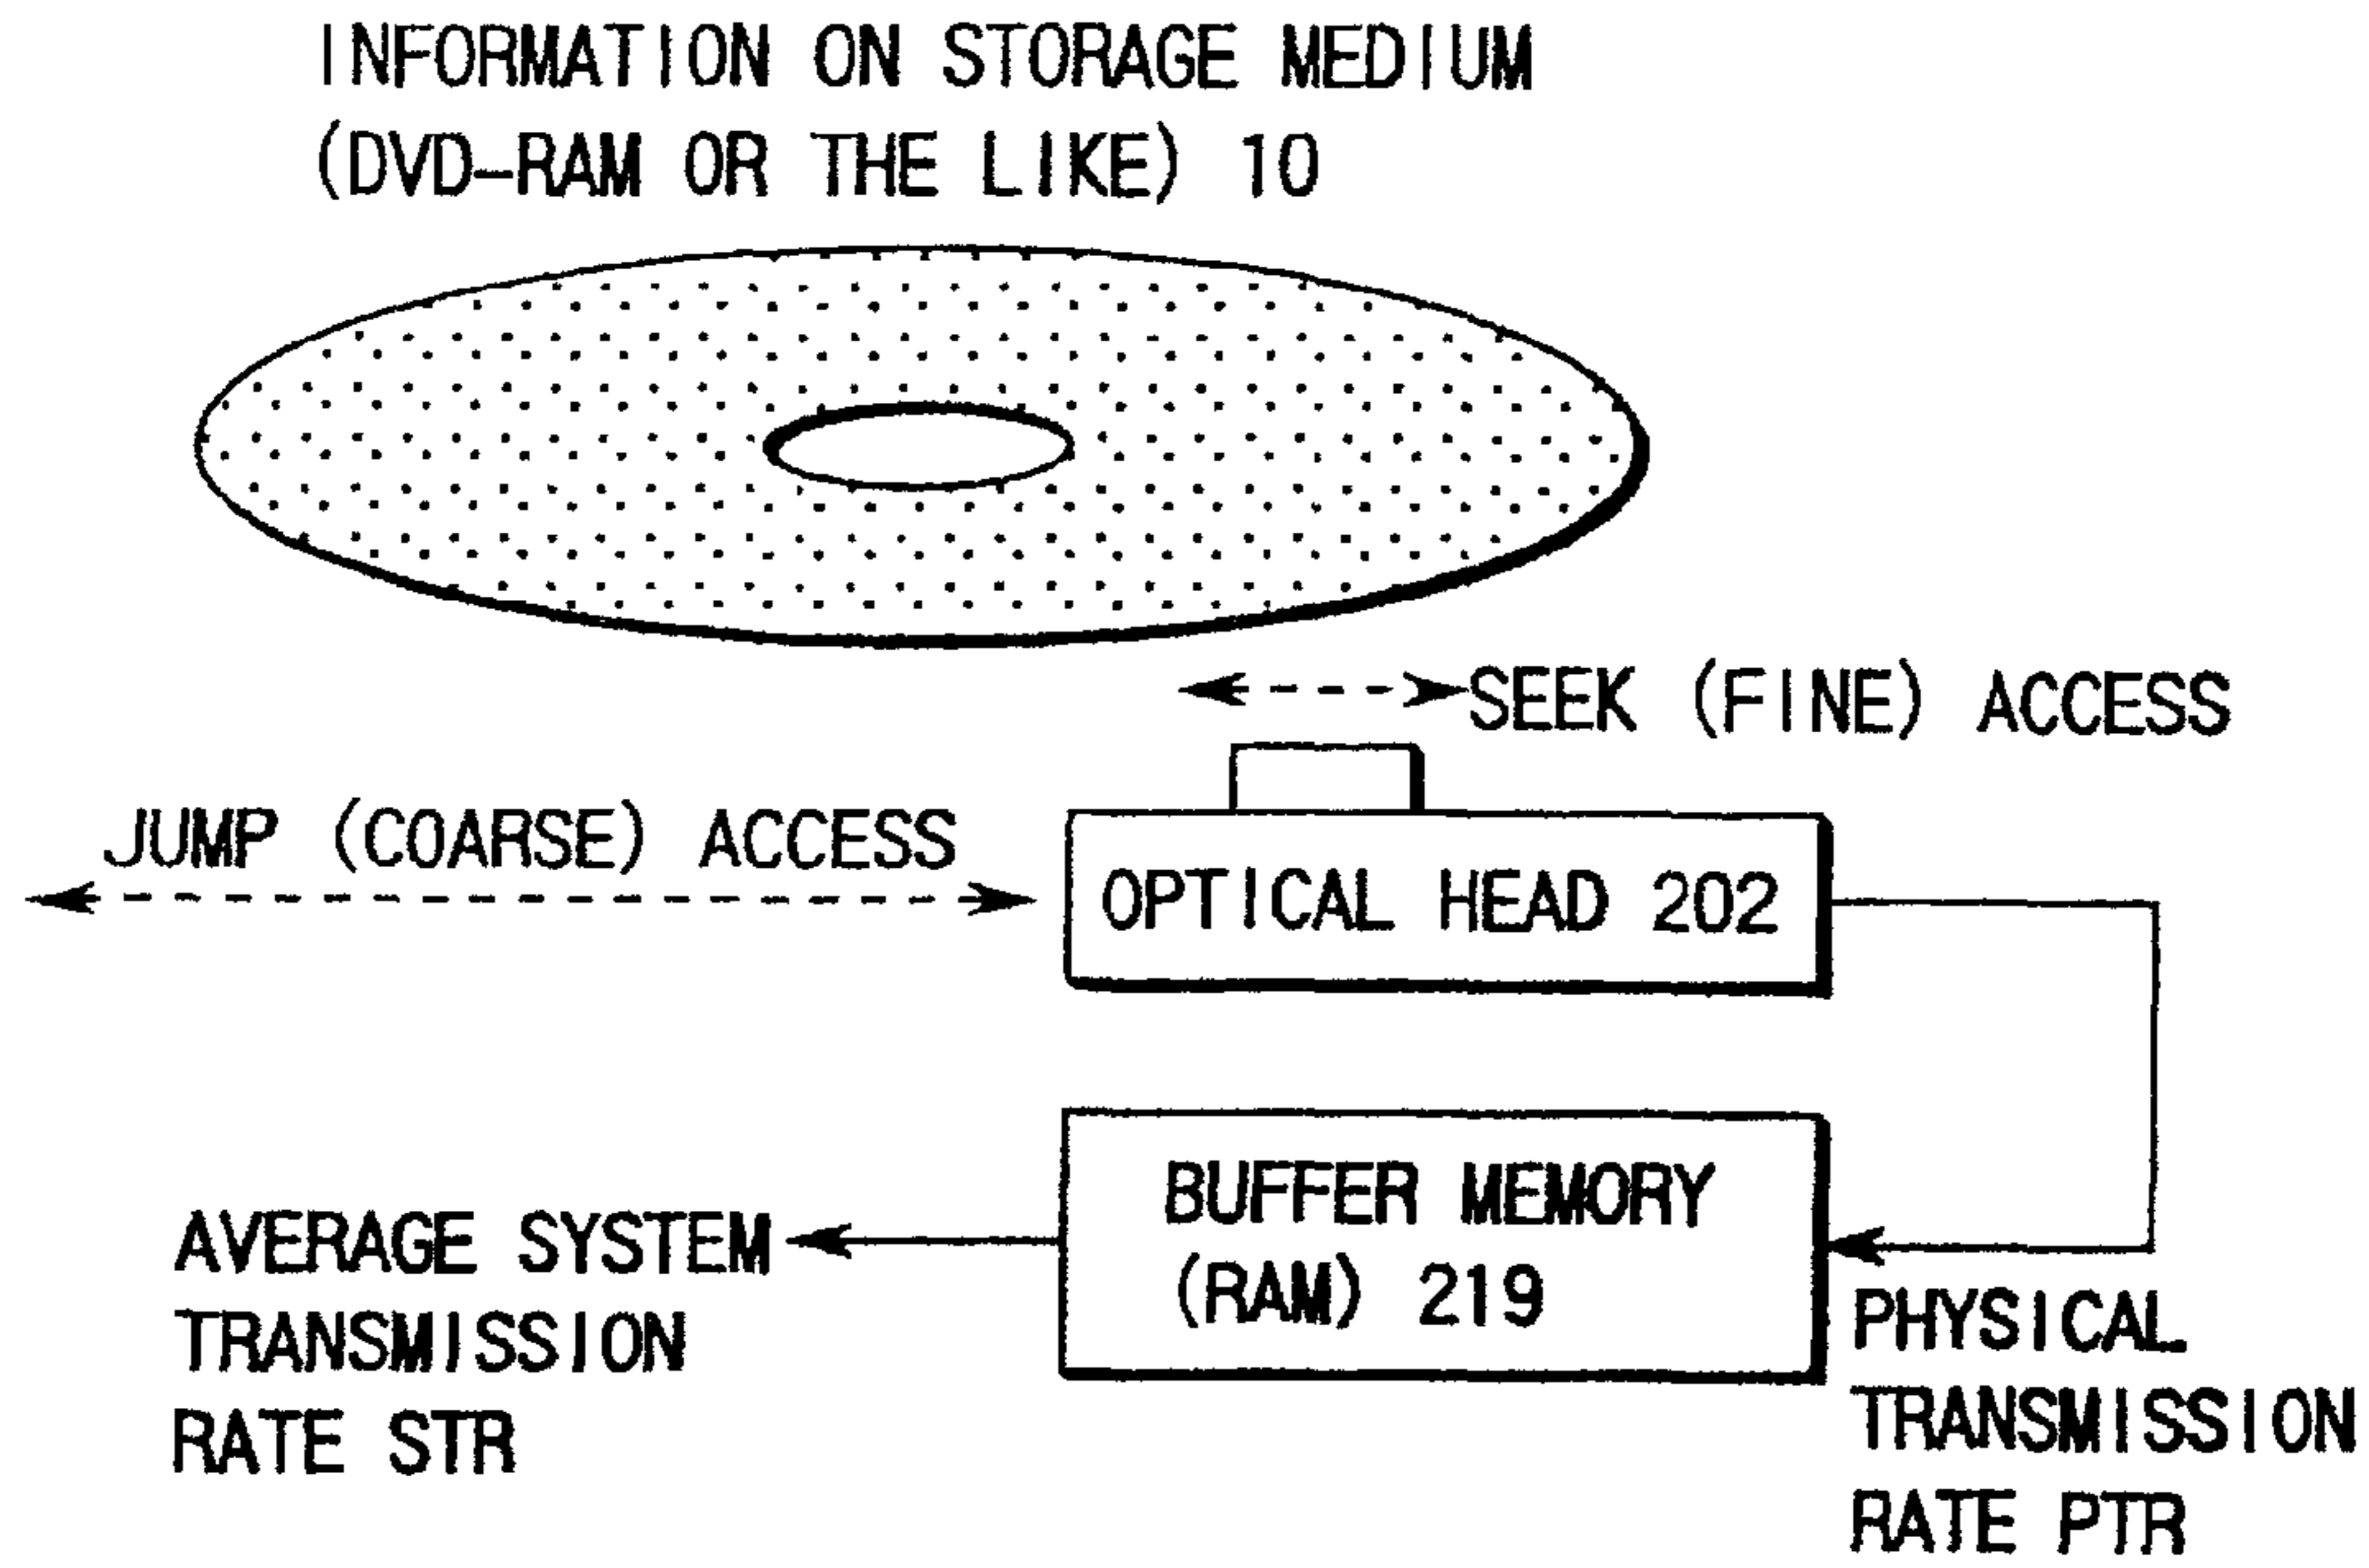 INFORMATION ON STORAGE MEDIUM
(DVD-RAM OR THE LIKE) 10
SEEK (FINE) ACCESS
JUMP (COARSE) ACCESS
OPTICAL HEAD 202
BUFFER MEMORY
(RAM) 219
AVERAGE SYSTEM
TRANSMISSION
RATE STR
PHYSICAL
TRANSMISSION
RATE PTR